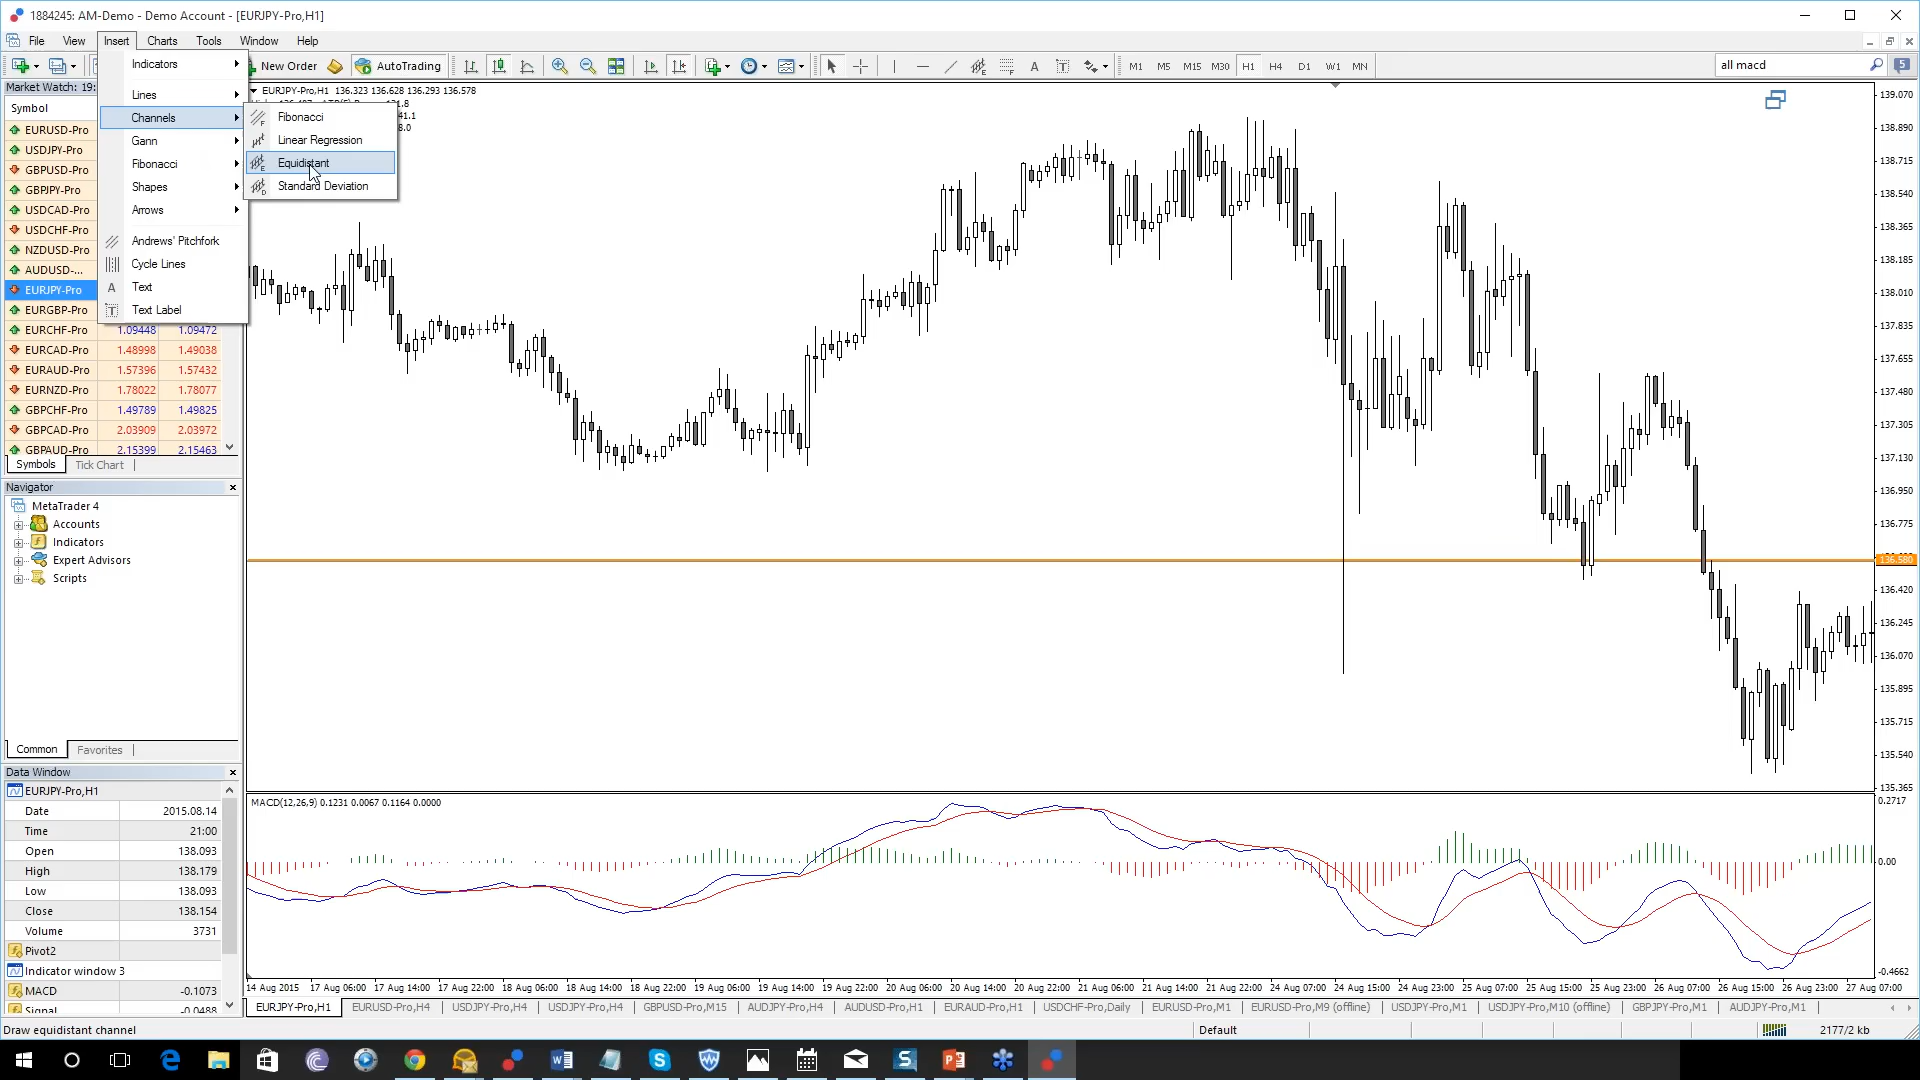 1884245: AM-Demo - Demo Account - [EURJPY-Pro,H1]
File View Insert Charts Tools Window Help
New Order AutoTrading A T M1 M5 M15 M30 H1 H4 D1 W1 MN all macd 5
Indicators
Lines
Channels
Gann
Fibonacci
Shapes
Arrows
Andrews' Pitchfork
Cycle Lines
A Text
T Text Label
Fibonacci
Linear Regression
Equidistant
Standard Deviation
Market Watch: 19:
Symbol
EURUSD-Pro
USDJPY-Pro
GBPUSD-Pro
GBPJPY-Pro
USDCAD-Pro
USDCHF-Pro
NZDUSD-Pro
AUDUSD-...
EURJPY-Pro
EURGBP-Pro
EURCHF-Pro 1.09448 1.09472
EURCAD-Pro 1.48998 1.49038
EURAUD-Pro 1.57396 1.57432
EURNZD-Pro 1.78022 1.78077
GBPCHF-Pro 1.49789 1.49825
GBPCAD-Pro 2.03909 2.03972
GBPAUD-Pro 2.15399 2.15463
Symbols Tick Chart
Navigator
MetaTrader 4
Accounts
Indicators
Expert Advisors
Scripts
Common Favorites
Data Window
EURJPY-Pro,H1
Date 2015.08.14
Time 21:00
Open 138.093
High 138.179
Low 138.093
Close 138.154
Volume 3731
Pivot2
Indicator window 3
MACD -0.1073
Signal -0.0488
EURJPY-Pro,H1 136.323 136.628 136.293 136.578
139.070
138.890
138.715
138.540
138.365
138.185
138.010
137.835
137.655
137.480
137.305
137.130
136.950
136.775
136.580
136.420
136.245
136.070
135.895
135.715
135.540
135.365
MACD(12,26,9) 0.1231 0.0067 0.1164 0.0000
0.2717
0.00
-0.4662
14 Aug 2015 17 Aug 06:00 17 Aug 14:00 17 Aug 22:00 18 Aug 06:00 18 Aug 14:00 18 Aug 22:00 19 Aug 06:00 19 Aug 14:00 19 Aug 22:00 20 Aug 06:00 20 Aug 14:00 20 Aug 22:00 21 Aug 06:00 21 Aug 14:00 21 Aug 22:00 24 Aug 07:00 24 Aug 15:00 24 Aug 23:00 25 Aug 07:00 25 Aug 15:00 25 Aug 23:00 26 Aug 07:00 26 Aug 15:00 26 Aug 23:00 27 Aug 07:00
EURJPY-Pro,H1 EURUSD-Pro,H4 USDJPY-Pro,H4 USDJPY-Pro,H4 GBPUSD-Pro,M15 AUDJPY-Pro,H4 AUDUSD-Pro,H1 EURAUD-Pro,H1 USDCHF-Pro,Daily EURUSD-Pro,M1 EURUSD-Pro,M9 (offline) USDJPY-Pro,M1 USDJPY-Pro,M10 (offline) GBPJPY-Pro,M1 AUDJPY-Pro,M1
Draw equidistant channel Default 2177/2 kb